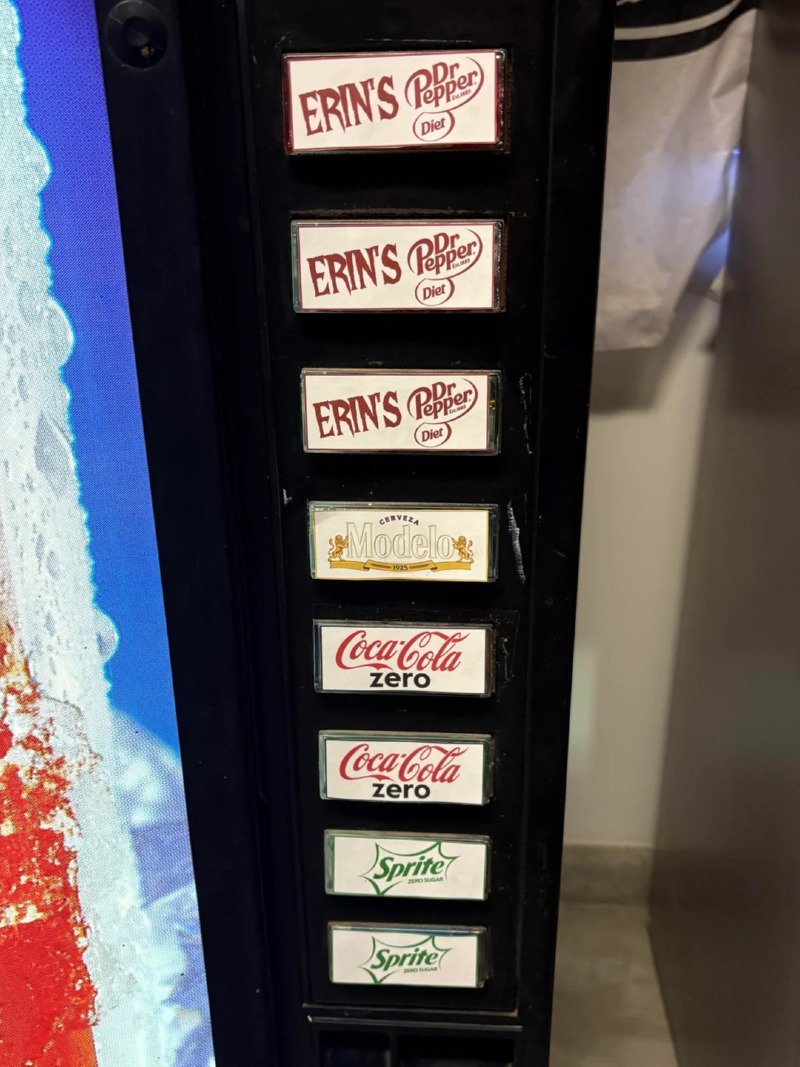 ERIN'S Dr Pepper
Est. 1885
Diet
ERIN'S Dr Pepper
Est. 1885
Diet
ERIN'S Dr Pepper
Est. 1885
Diet
CERVEZA
Modelo
1925
Coca-Cola
zero
Coca-Cola
zero
Sprite
ZERO SUGAR
Sprite
ZERO SUGAR